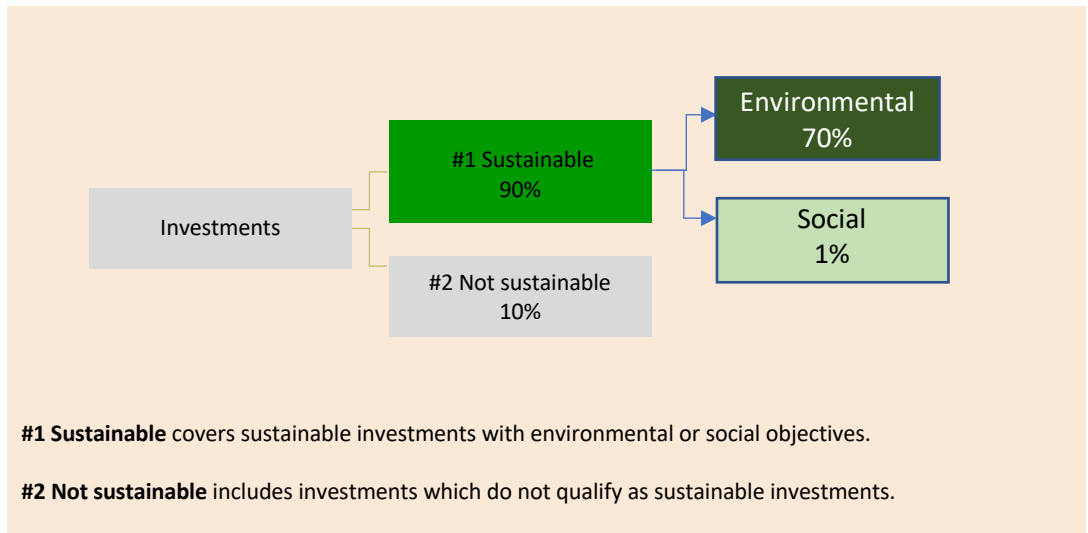 Investments
#1 Sustainable
90%
#2 Not sustainable
10%
Environmental
70%
Social
1%
#1 Sustainable covers sustainable investments with environmental or social objectives.
#2 Not sustainable includes investments which do not qualify as sustainable investments.